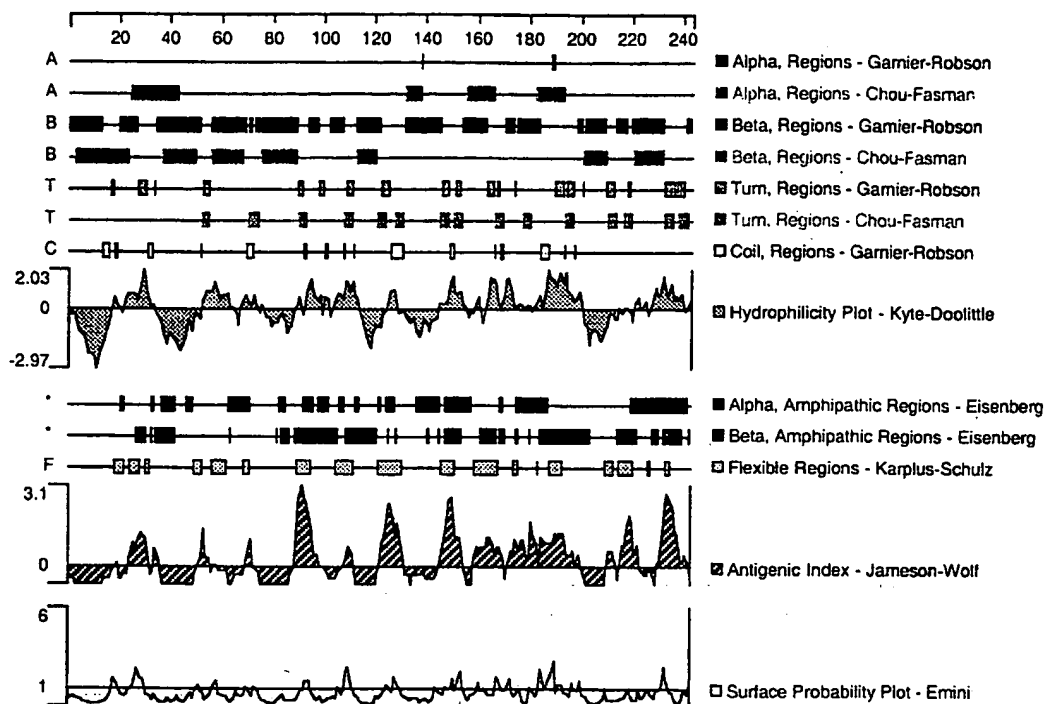 20 40 60 80 100 120 140 160 180 200 220 240
A Alpha, Regions - Garnier-Robson
A Alpha, Regions - Chou-Fasman
B Beta, Regions - Garnier-Robson
B Beta, Regions - Chou-Fasman
T Turn, Regions - Garnier-Robson
T Turn, Regions - Chou-Fasman
C Coil, Regions - Garnier-Robson
2.03
0 Hydrophilicity Plot - Kyte-Doolittle
-2.97
* Alpha, Amphipathic Regions - Eisenberg
* Beta, Amphipathic Regions - Eisenberg
F Flexible Regions - Karplus-Schulz
3.1
0 Antigenic Index - Jameson-Wolf
6
1 Surface Probability Plot - Emini